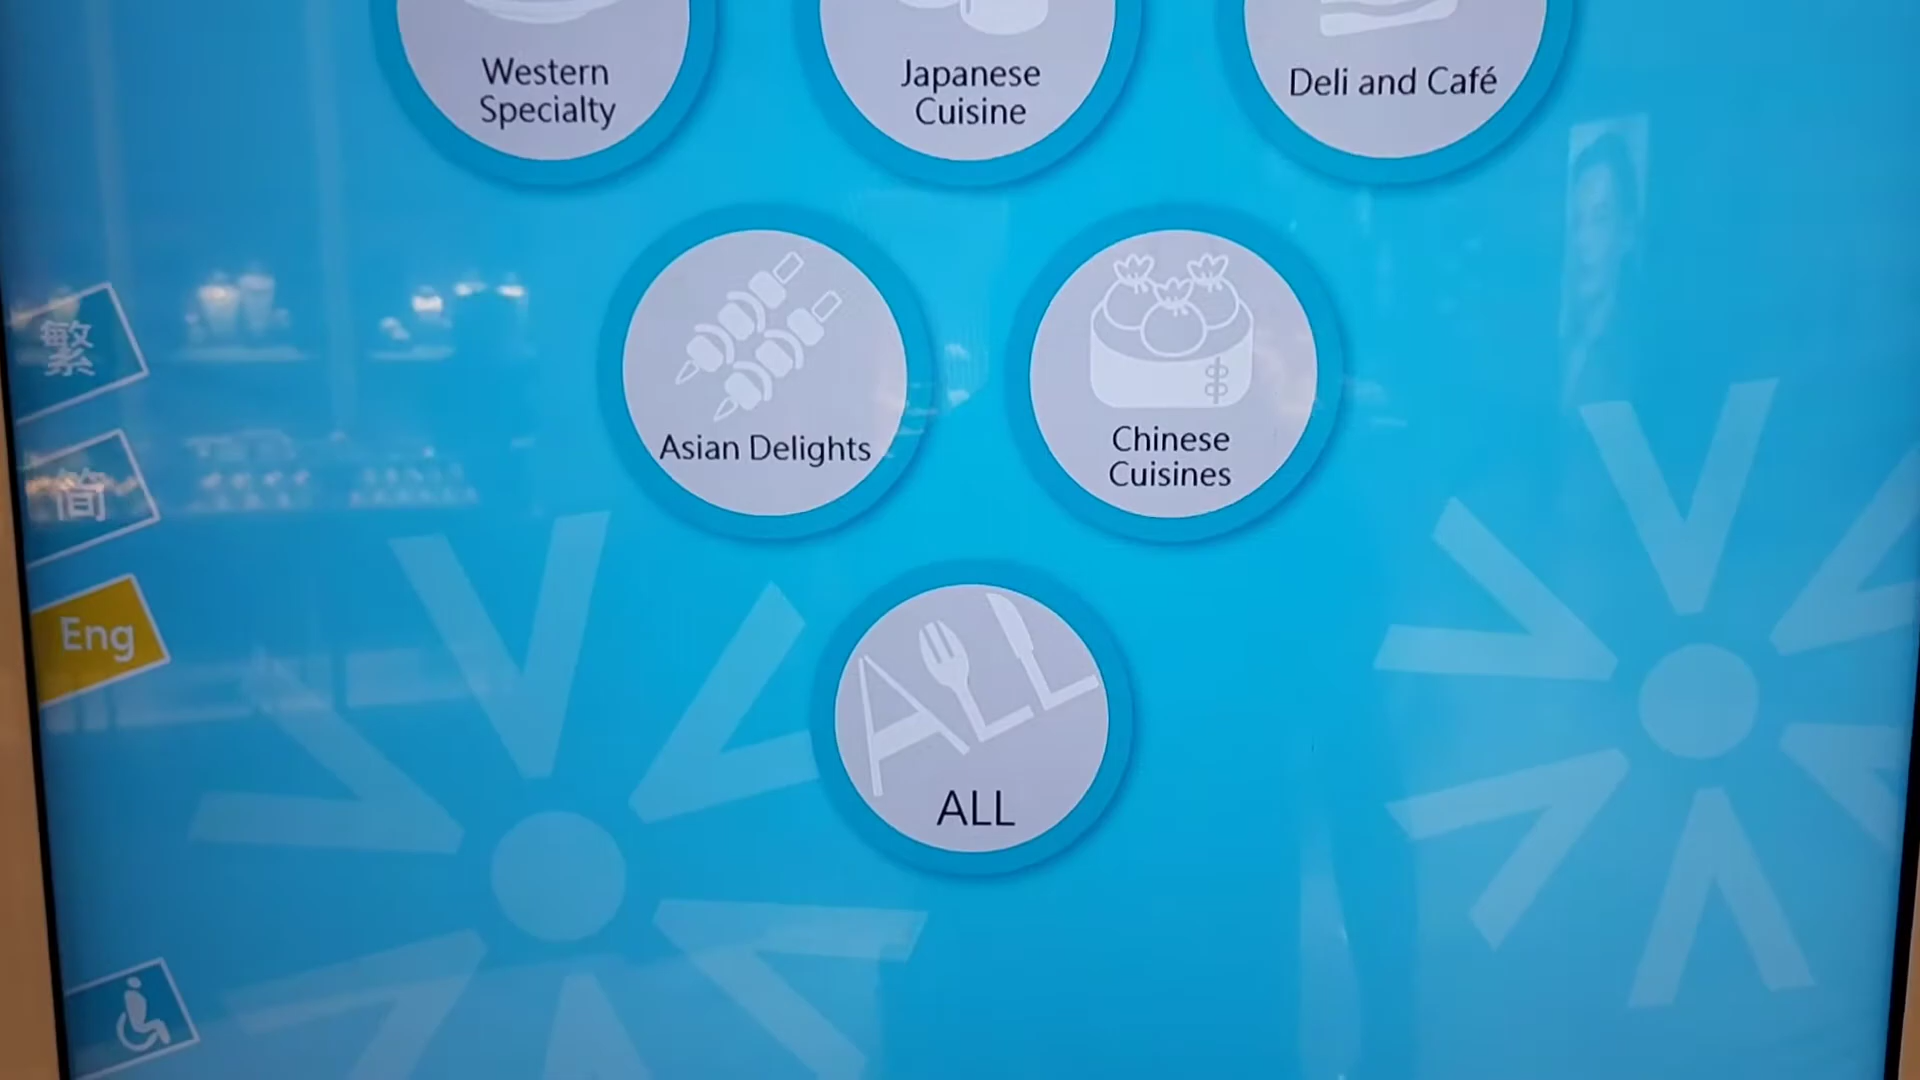 Western
Specialty
Japanese
Cuisine
Deli and Café
Asian Delights
Chinese
Cuisines
繁
简
Eng
ALL
ALL